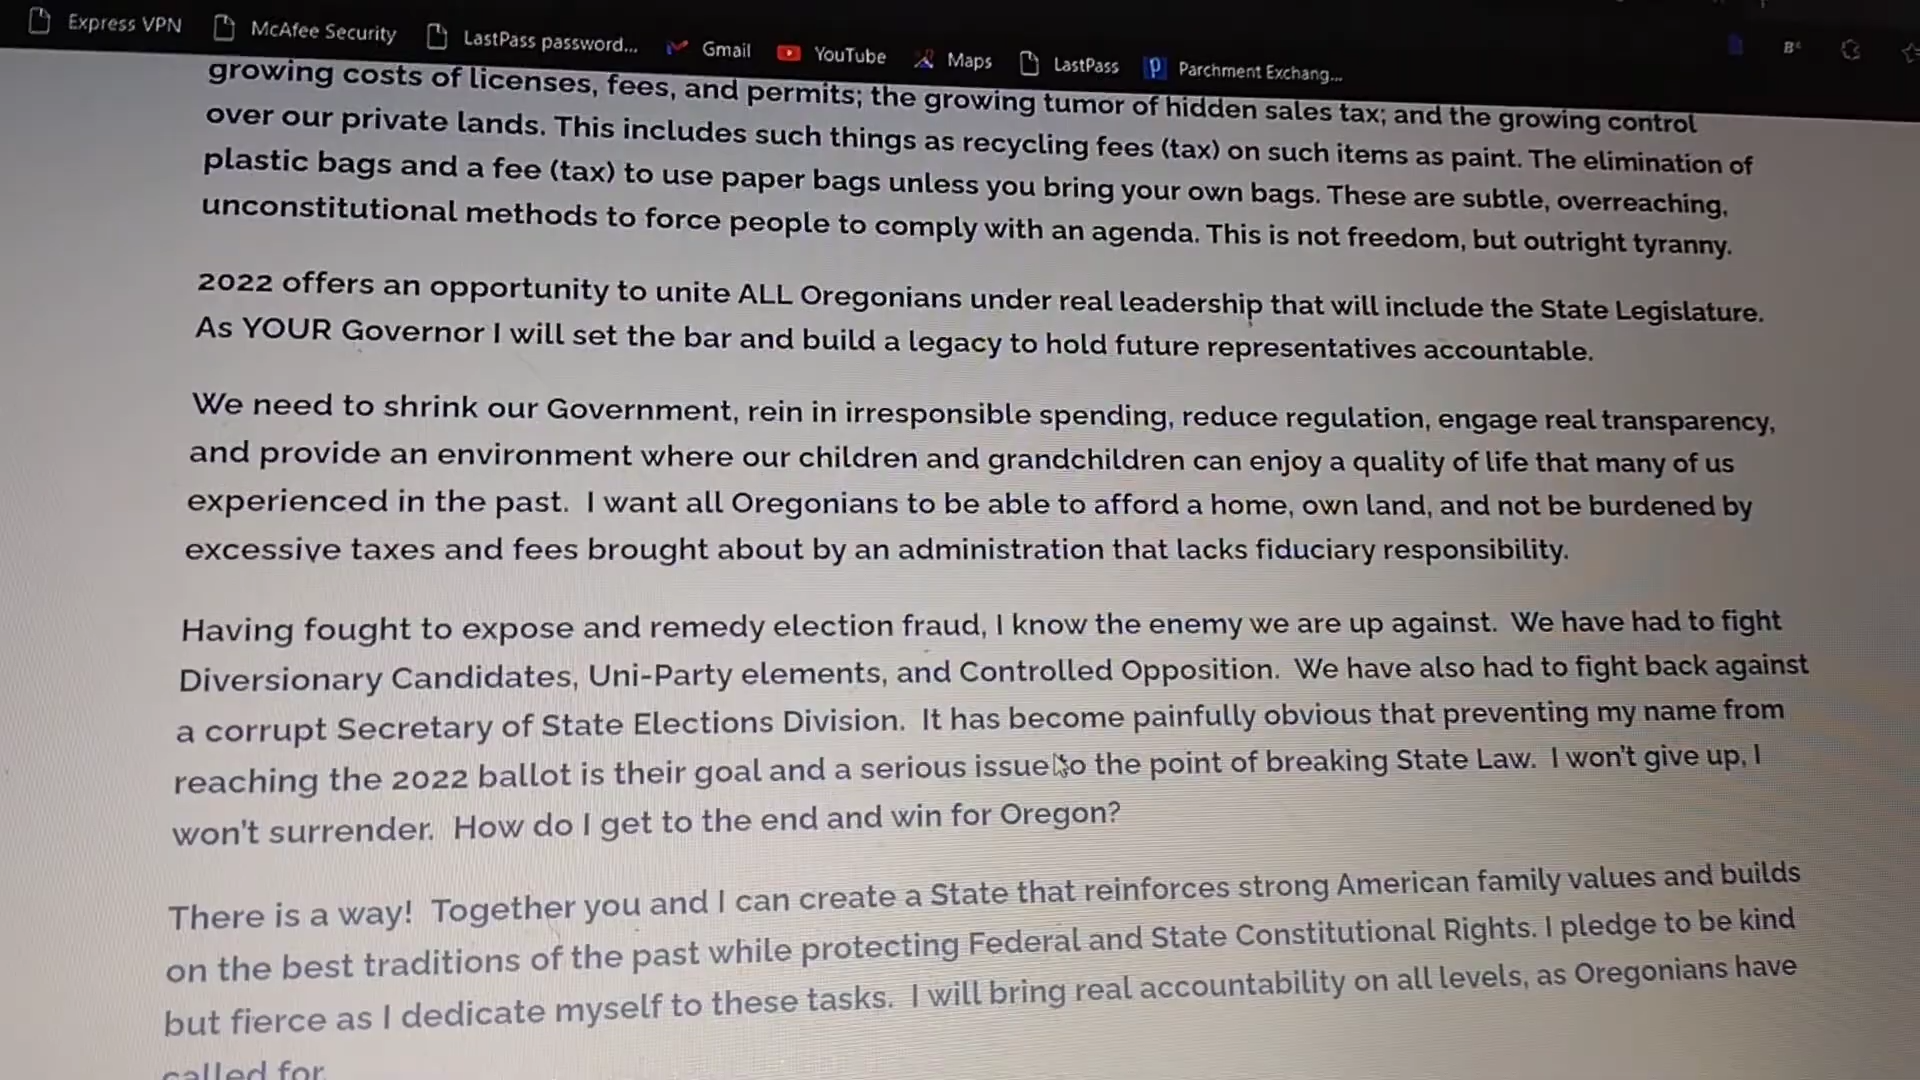 Express VPN McAfee Security LastPass password... Gmail YouTube Maps LastPass Parchment Exchang...
growing costs of licenses, fees, and permits; the growing tumor of hidden sales tax; and the growing control
over our private lands. This includes such things as recycling fees (tax) on such items as paint. The elimination of
plastic bags and a fee (tax) to use paper bags unless you bring your own bags. These are subtle, overreaching,
unconstitutional methods to force people to comply with an agenda. This is not freedom, but outright tyranny.
2022 offers an opportunity to unite ALL Oregonians under real leadership that will include the State Legislature.
As YOUR Governor I will set the bar and build a legacy to hold future representatives accountable.
We need to shrink our Government, rein in irresponsible spending, reduce regulation, engage real transparency,
and provide an environment where our children and grandchildren can enjoy a quality of life that many of us
experienced in the past. I want all Oregonians to be able to afford a home, own land, and not be burdened by
excessive taxes and fees brought about by an administration that lacks fiduciary responsibility.
Having fought to expose and remedy election fraud, I know the enemy we are up against. We have had to fight
Diversionary Candidates, Uni-Party elements, and Controlled Opposition. We have also had to fight back against
a corrupt Secretary of State Elections Division. It has become painfully obvious that preventing my name from
reaching the 2022 ballot is their goal and a serious issue to the point of breaking State Law. I won't give up, I
won't surrender. How do I get to the end and win for Oregon?
There is a way! Together you and I can create a State that reinforces strong American family values and builds
on the best traditions of the past while protecting Federal and State Constitutional Rights. I pledge to be kind
but fierce as I dedicate myself to these tasks. I will bring real accountability on all levels, as Oregonians have
called for.